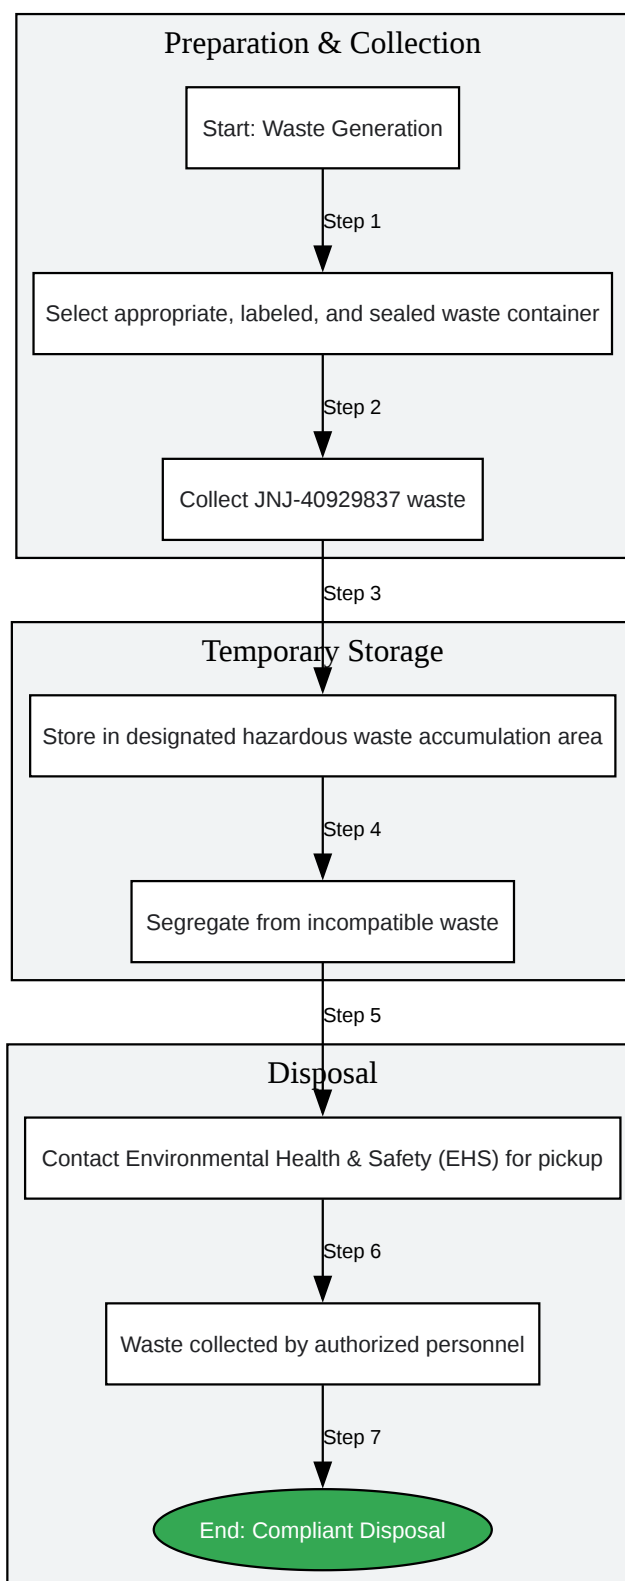 Preparation & Collection
Start: Waste Generation
Step 1
Select appropriate, labeled, and sealed waste container
Step 2
Collect JNJ-40929837 waste
Step 3
Temporary Storage
Store in designated hazardous waste accumulation area
Step 4
Segregate from incompatible waste
Step 5
Disposal
Contact Environmental Health & Safety (EHS) for pickup
Step 6
Waste collected by authorized personnel
Step 7
End: Compliant Disposal